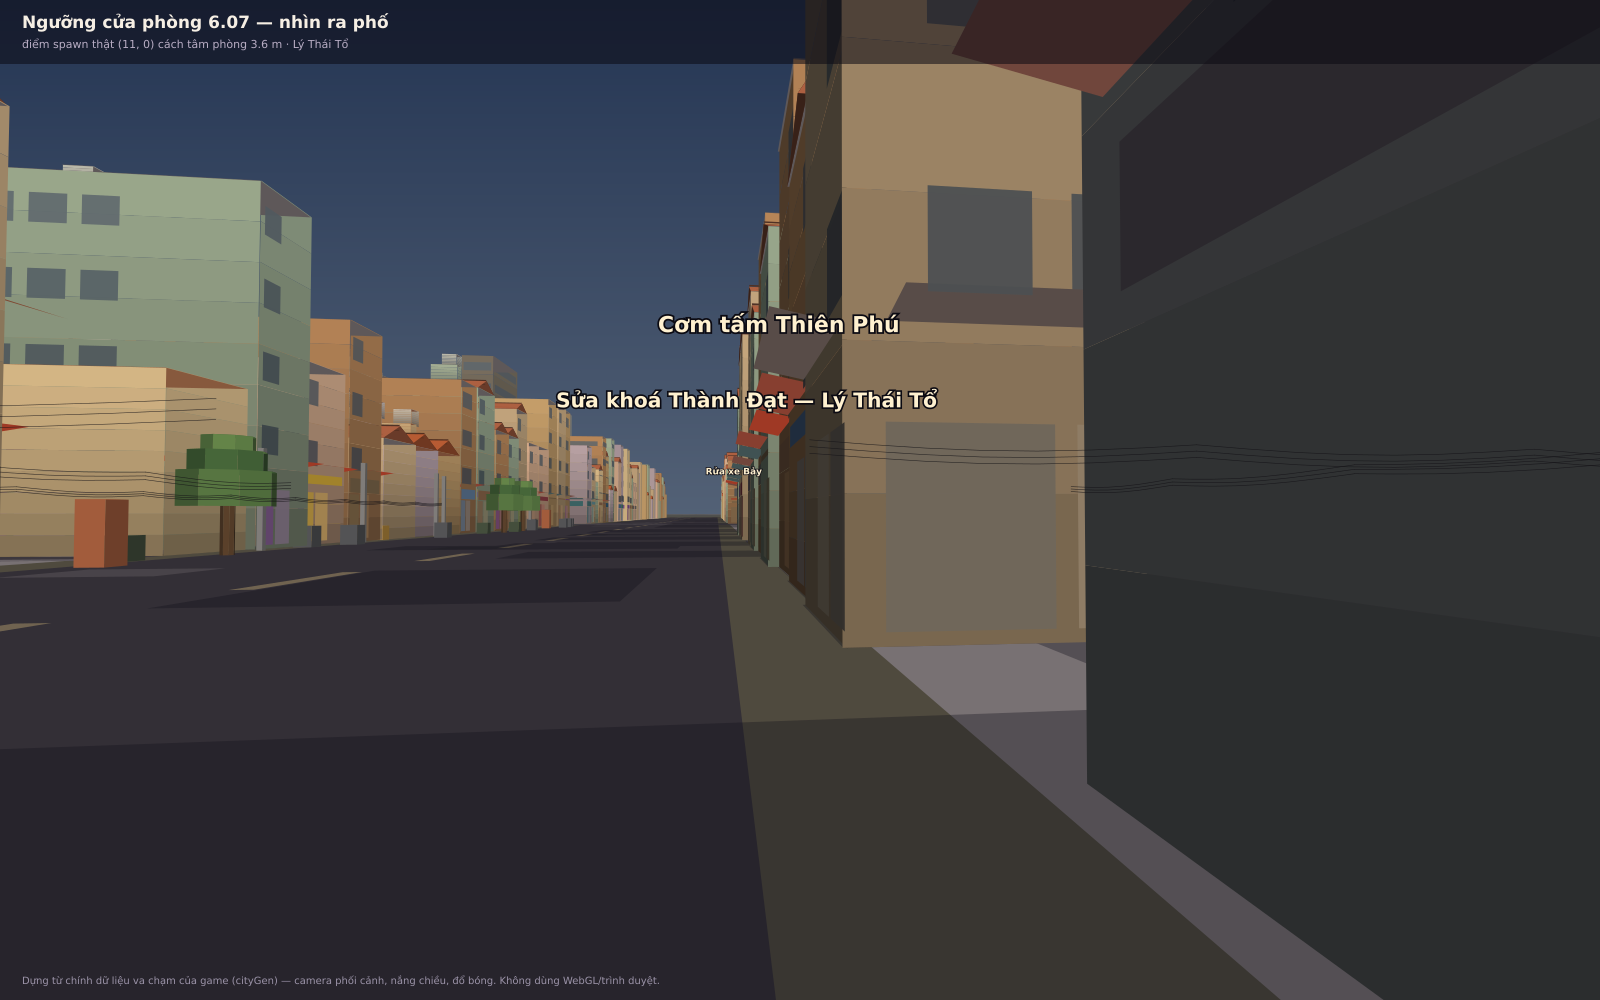 Ngưỡng cửa phòng 6.07 — nhìn ra phố
điểm spawn thật (11, 0) cách tâm phòng 3.6 m · Lý Thái Tổ
Cơm tấm Thiên Phú
Sửa khoá Thành Đạt — Lý Thái Tổ
Rửa xe Bảy
Dựng từ chính dữ liệu va chạm của game (cityGen) — camera phối cảnh, nắng chiều, đổ bóng. Không dùng WebGL/trình duyệt.